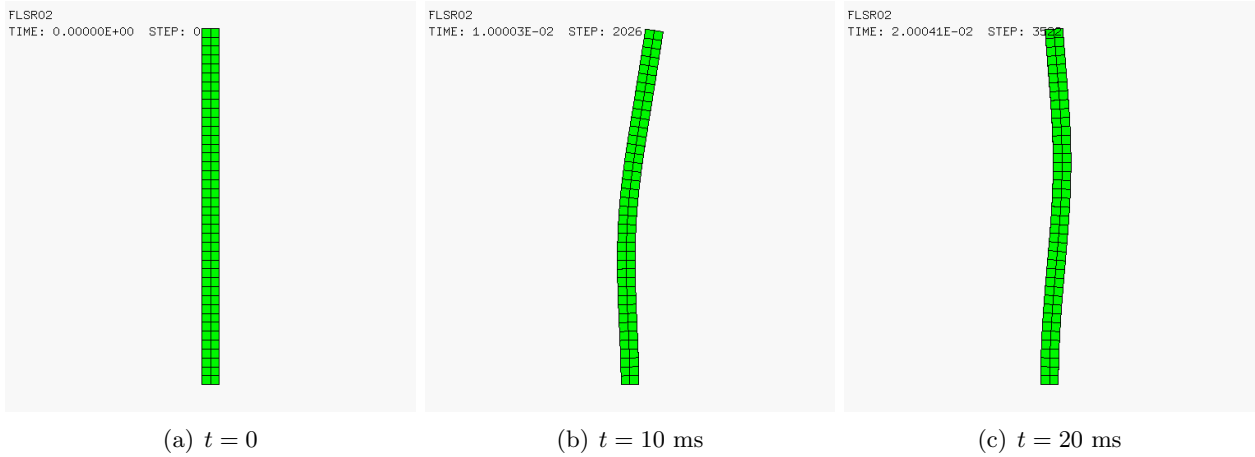 FLSR02
TIME: 0.00000E+00 STEP: 0
FLSR02
TIME: 1.00003E-02 STEP: 2026
FLSR02
TIME: 2.00041E-02 STEP:
(a) t = 0
(b) t = 10 ms
(c) t = 20 ms